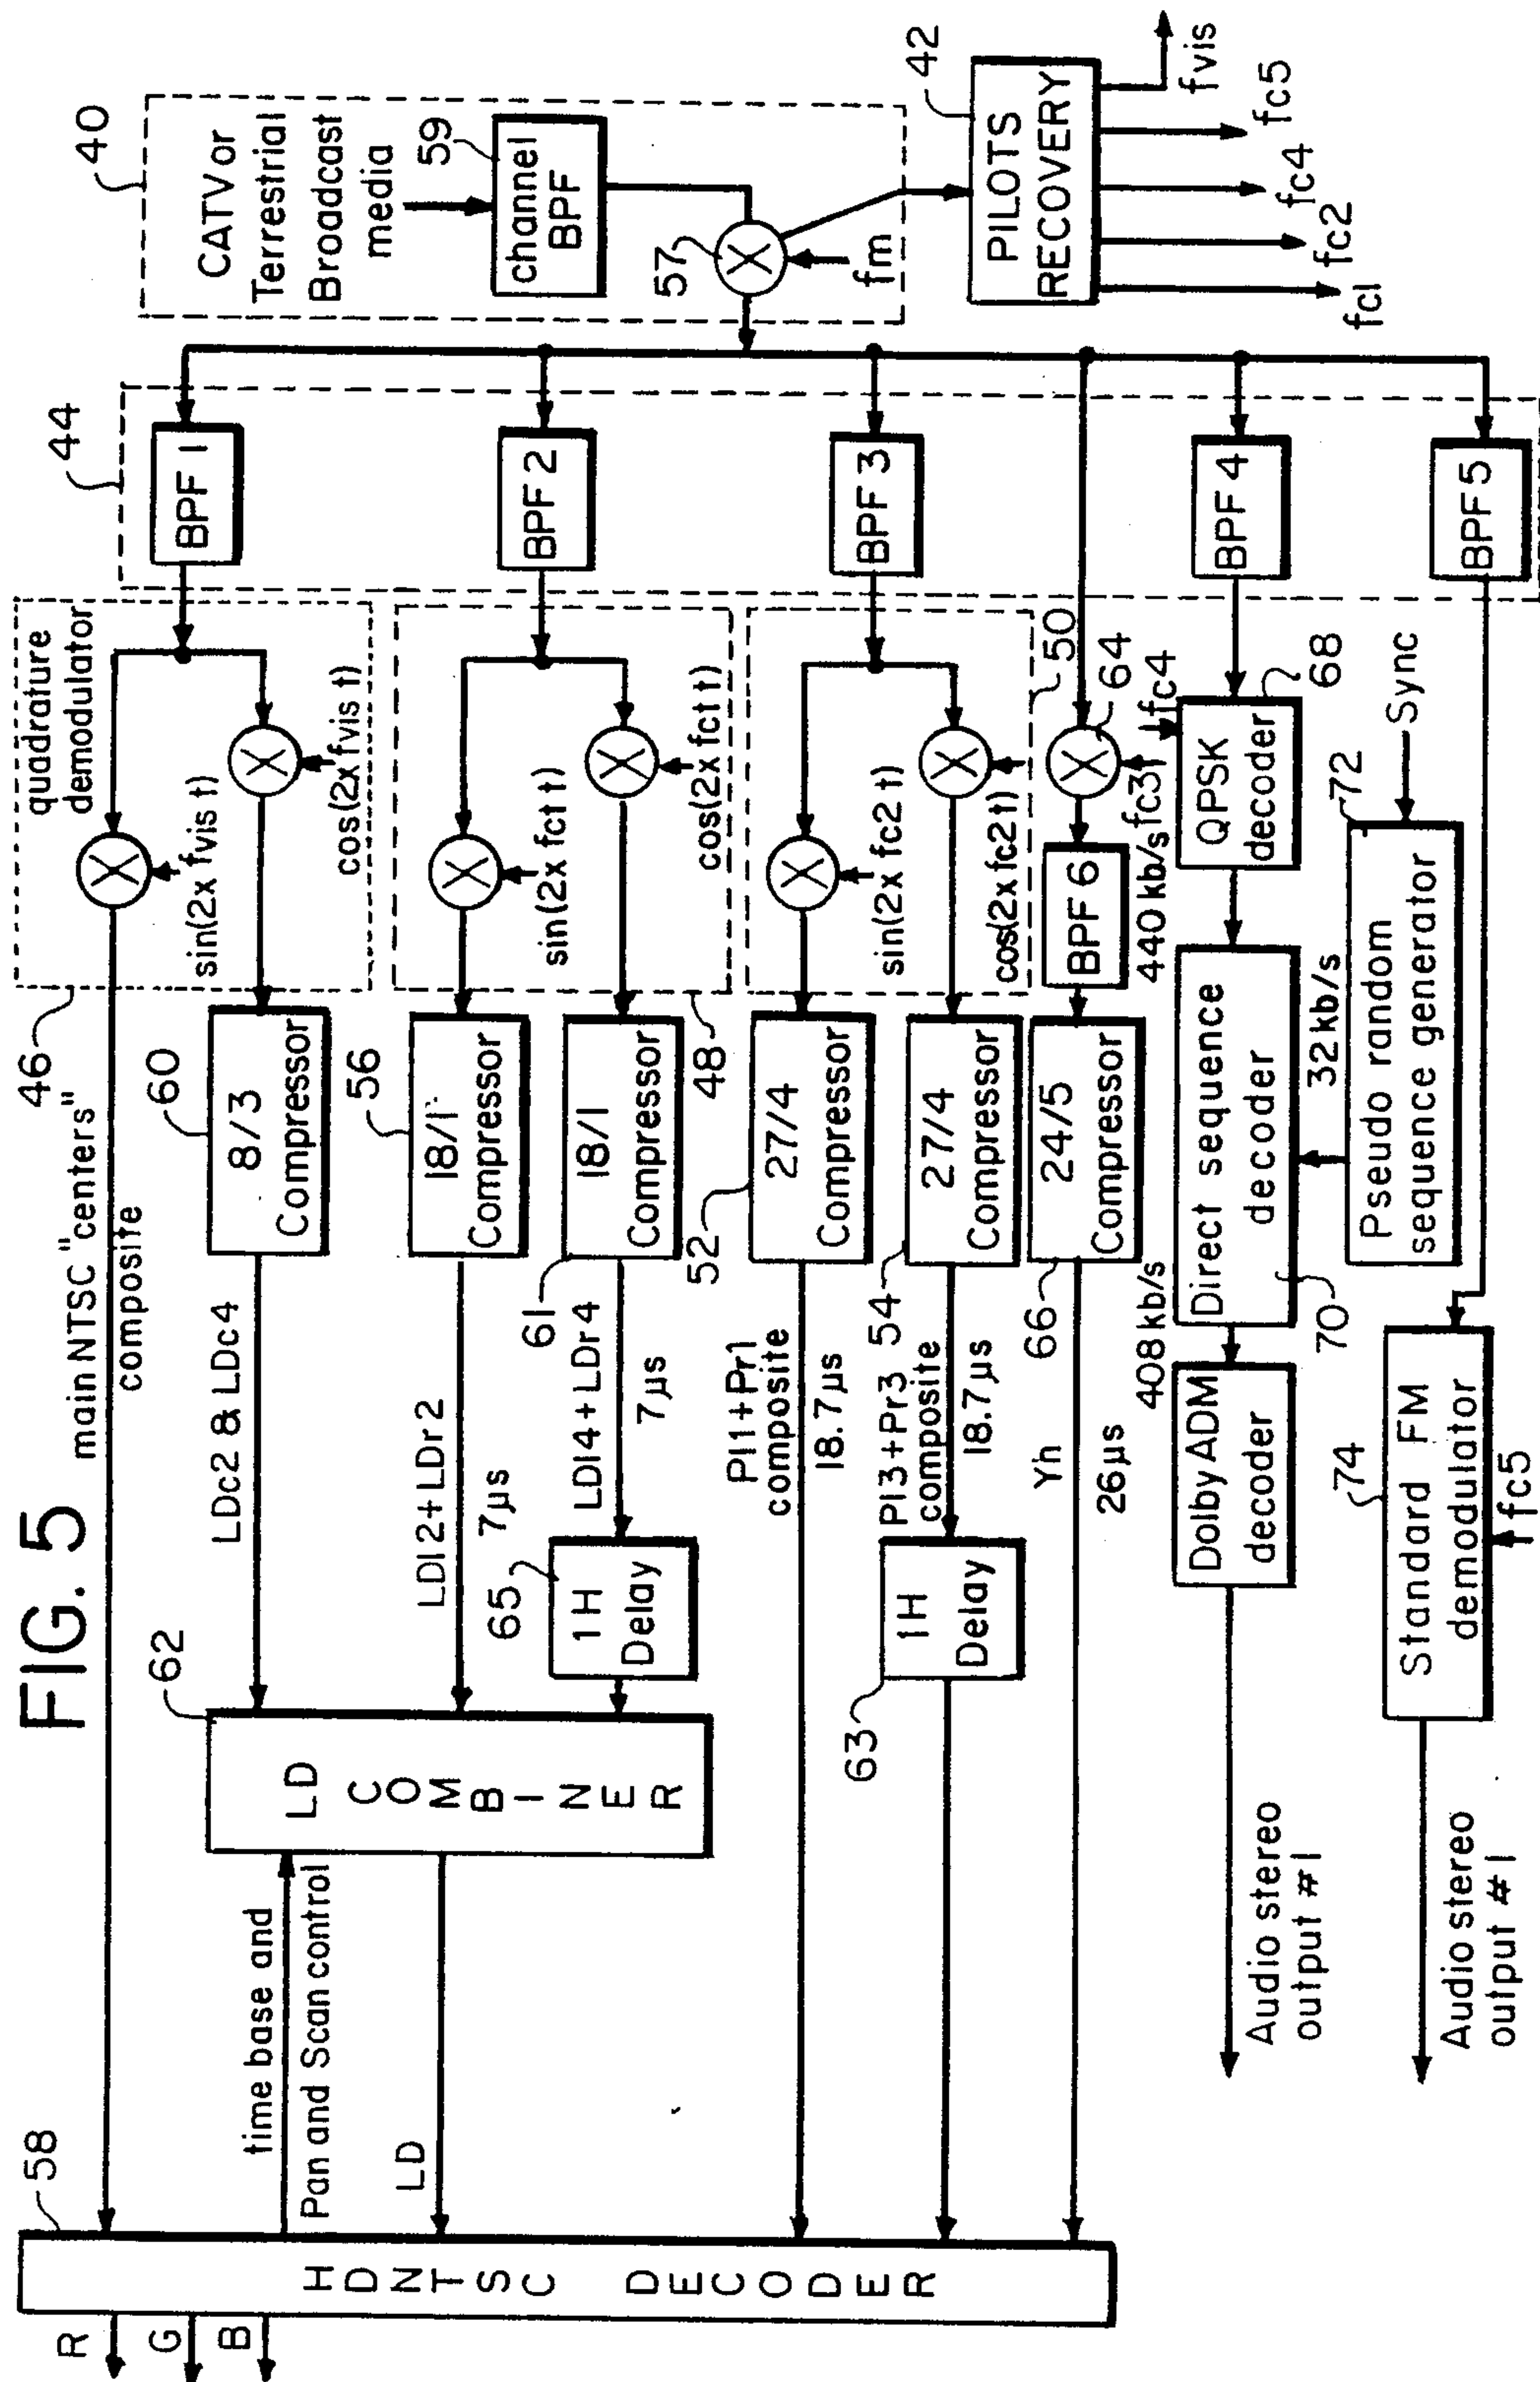 FIG. 5
40
CATV or
Terrestrial
Broadcast
media
59
channel
BPF
57
fm
42
PILOTS
RECOVERY
fvis
fc5
fc4
fc2
fc1
44
BPF 1
BPF 2
BPF 3
BPF 4
BPF 5
46
quadrature
demodulator
sin(2x fvis t)
cos(2x fvis t)
sin(2x fct t)
cos(2x fct t)
48
sin(2x fc2 t)
cos(2x fc2 t)
50
64
fc3
BPF 6
fc4
68
QPSK
decoder
440 kb/s
Sync
72
Pseudo random
sequence generator
32 kb/s
Direct sequence
decoder
70
408 kb/s
Dolby ADM
decoder
Standard FM
demodulator
74
fc5
main NTSC "centers"
composite
60
8/3
Compressor
LDc2 & LDc4
56
18/1
Compressor
LD12+LDr2
7µs
61
18/1
Compressor
LD14+LDr4
7µs
65
1H
Delay
52
27/4
Compressor
P11+Pr1
composite
18.7µs
54
27/4
Compressor
P13+Pr3
composite
18.7µs
63
1H
Delay
66
24/5
Compressor
Yh
26µs
62
LD
COMBINER
time base and
Pan and Scan control
LD
58
HDNTSC DECODER
R
G
B
Audio stereo
output #1
Audio stereo
output #1